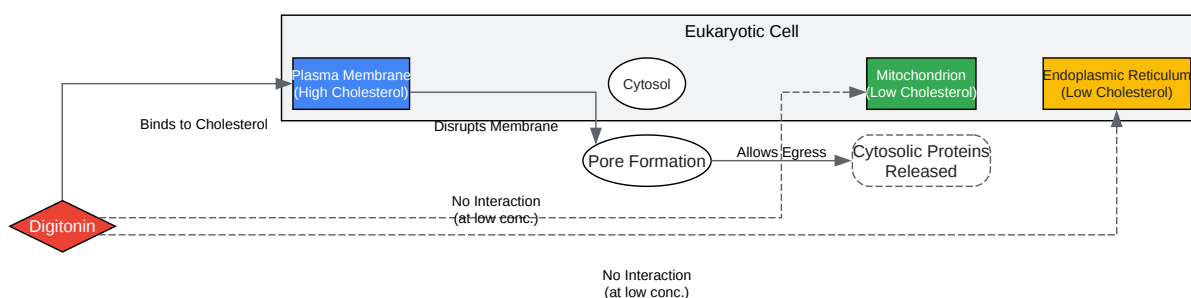 Eukaryotic Cell
Plasma Membrane
(High Cholesterol)
Cytosol
Mitochondrion
(Low Cholesterol)
Endoplasmic Reticulum
(Low Cholesterol)
Binds to Cholesterol
Disrupts Membrane
Pore Formation
Allows Egress
Cytosolic Proteins
Released
Digitonin
No Interaction
(at low conc.)
No Interaction
(at low conc.)